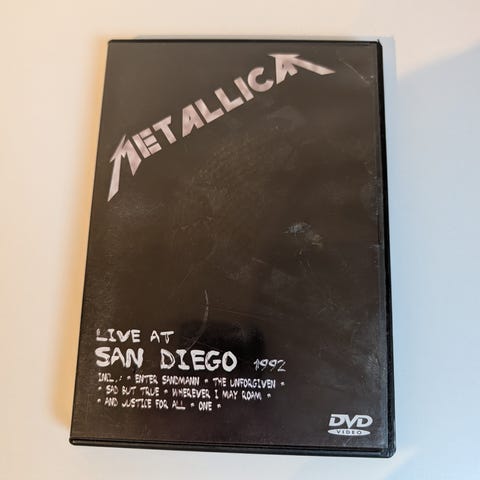 METALLICA
LIVE AT
SAN DIEGO 1992
INCL.: * ENTER SANDMANN * THE UNFORGIVEN *
* SAD BUT TRUE * WHEREVER I MAY ROAM *
* AND JUSTICE FOR ALL * ONE *
DVD
VIDEO